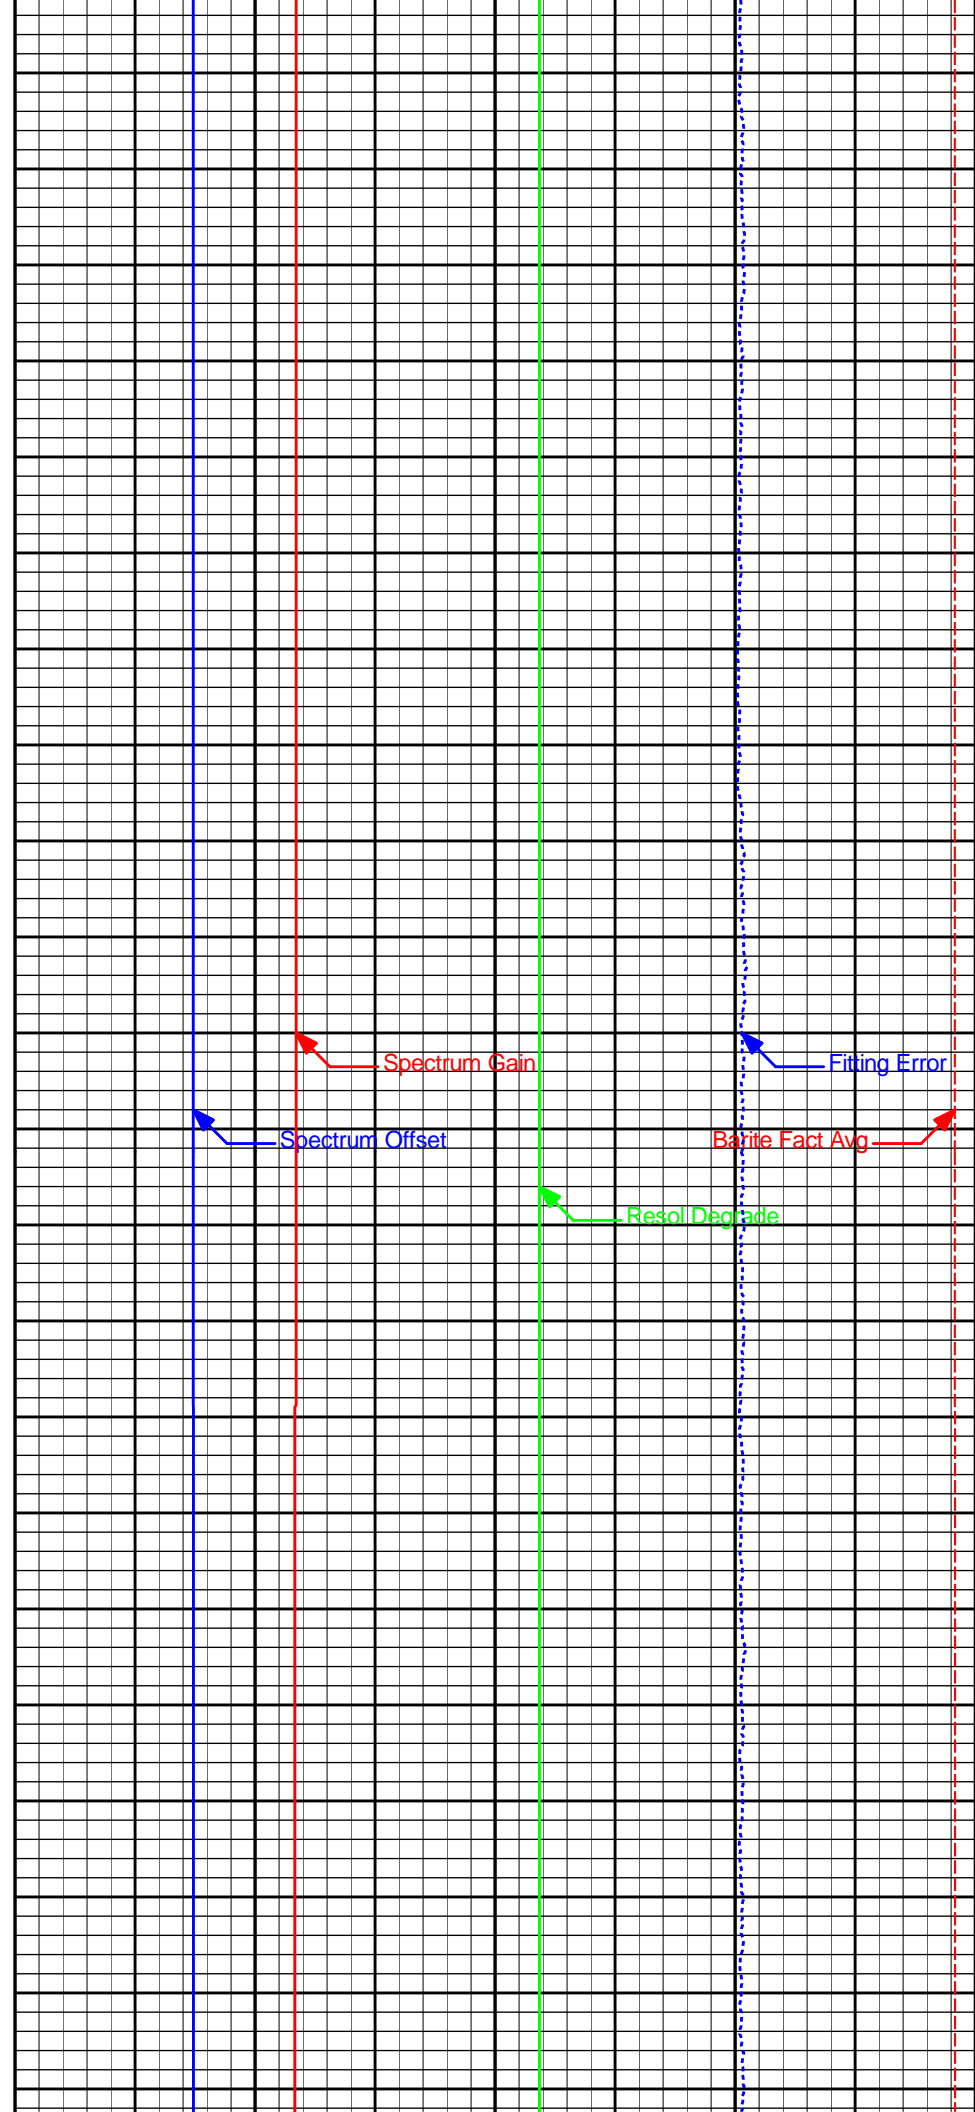 Spectrum Gain
Fitting Error
Spectrum Offset
Barite Fact Avg
Resol Degrade